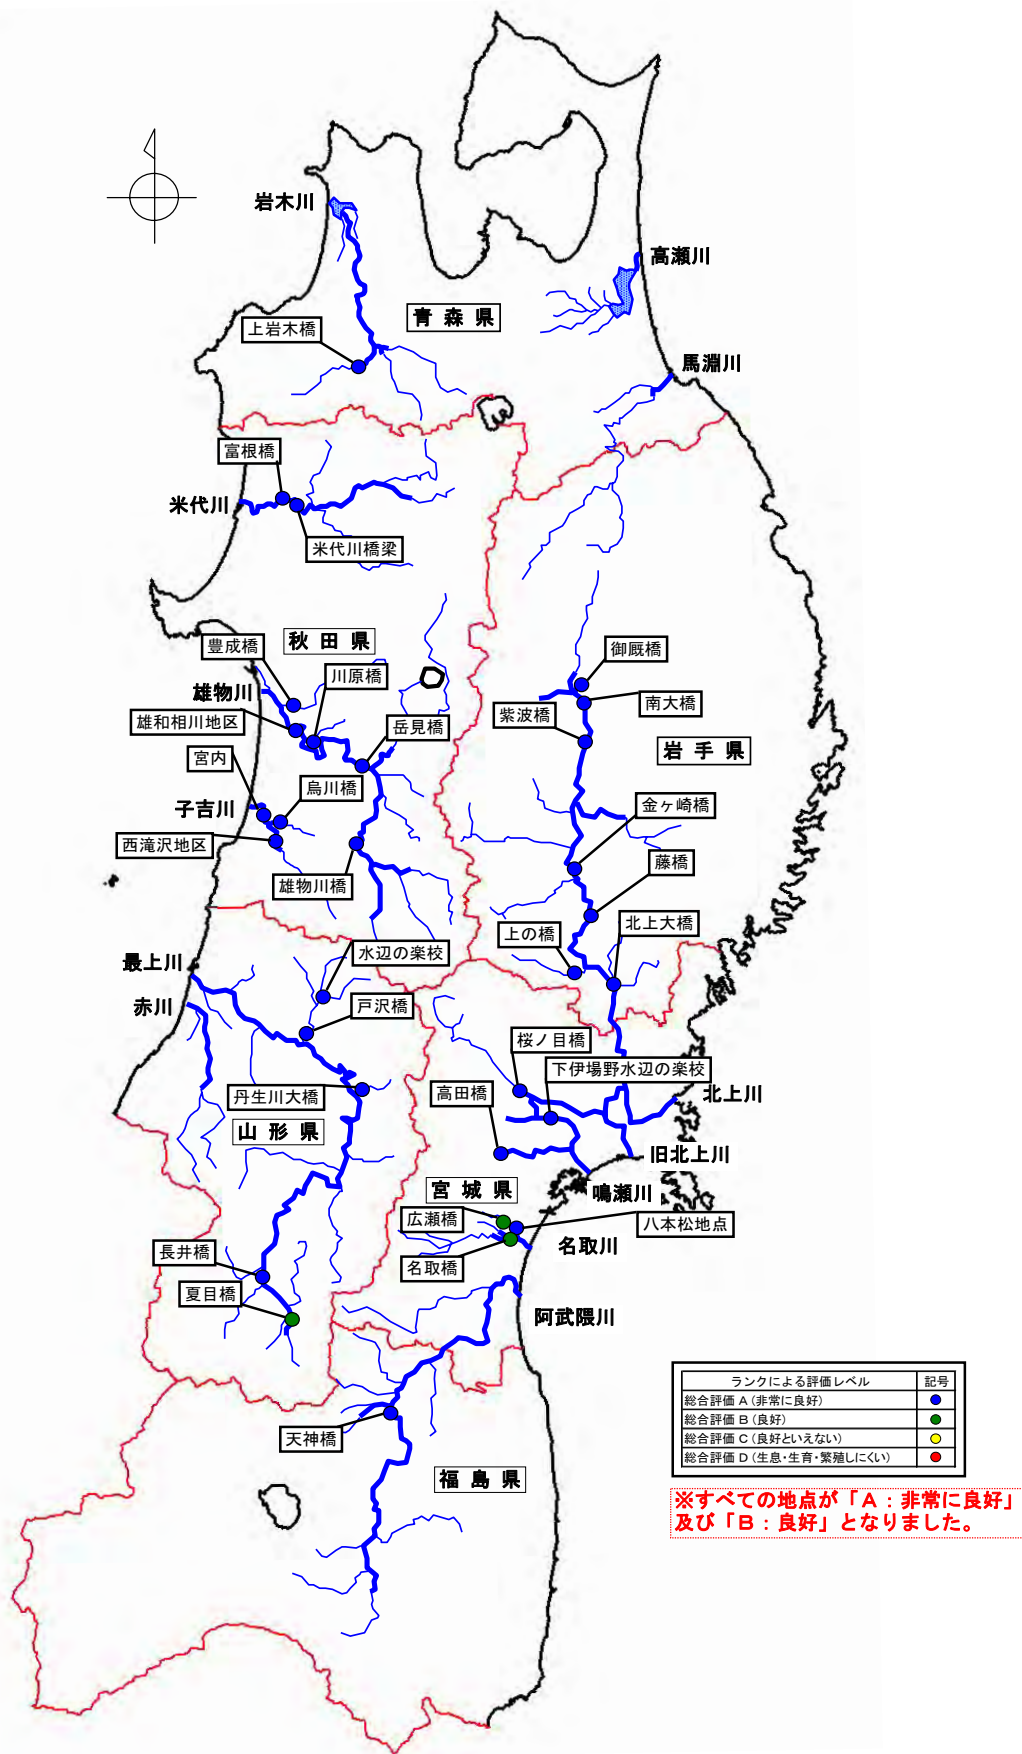 岩木川
高瀬川
青森県
上岩木橋
馬淵川
富根橋
米代川
米代川橋梁
秋田県
豊成橋
川原橋
御厩橋
雄物川
南大橋
雄和相川地区
紫波橋
岳見橋
岩手県
宮内
烏川橋
子吉川
金ヶ崎橋
西滝沢地区
藤橋
雄物川橋
北上大橋
上の橋
水辺の楽校
最上川
赤川
戸沢橋
桜ノ目橋
下伊場野水辺の楽校
高田橋
丹生川大橋
北上川
山形県
旧北上川
宮城県
鳴瀬川
広瀬橋
八本松地点
名取川
長井橋
名取橋
夏目橋
阿武隈川
天神橋
福島県
ランクによる評価レベル 記号
総合評価 A (非常に良好)
総合評価 B (良好)
総合評価 C (良好といえない)
総合評価 D (生息・生育・繁殖しにくい)
※すべての地点が「A：非常に良好」
及び「B：良好」となりました。